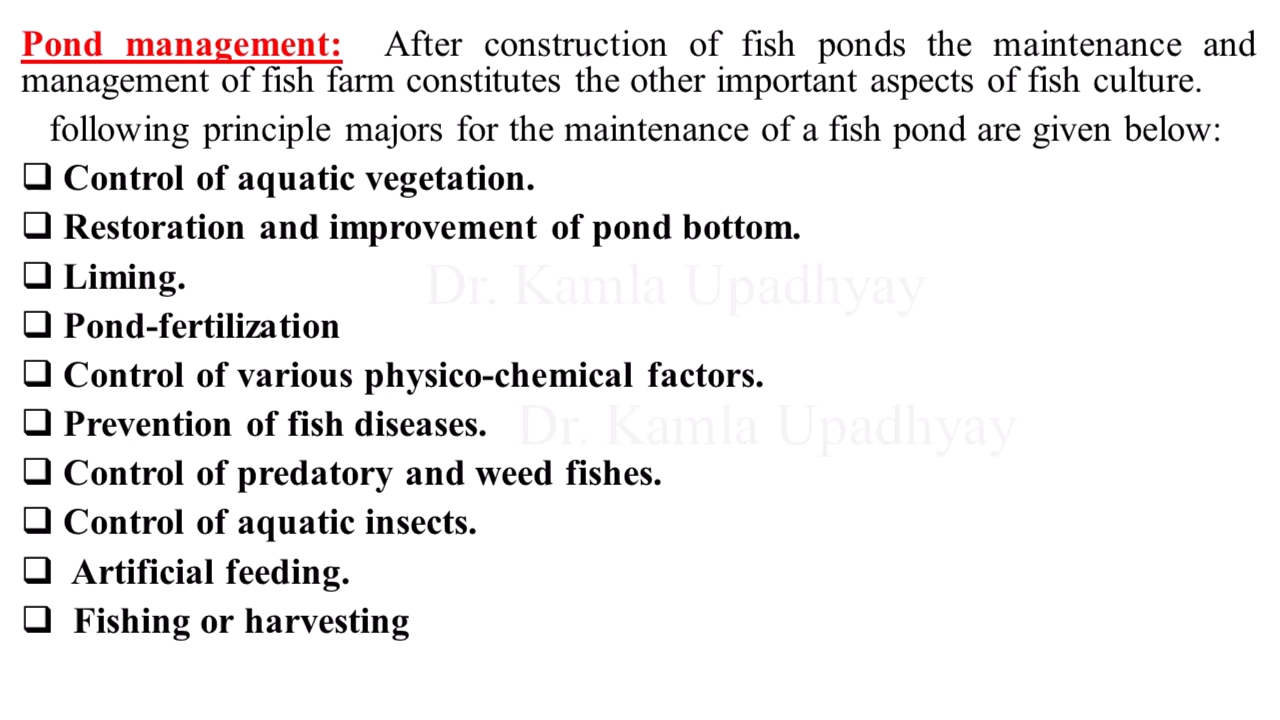 Pond management: After construction of fish ponds the maintenance and
management of fish farm constitutes the other important aspects of fish culture.
following principle majors for the maintenance of a fish pond are given below:
❑ Control of aquatic vegetation.
❑ Restoration and improvement of pond bottom.
❑ Liming.
Dr. Kamla Upadhyay
❑ Pond-fertilization
❑ Control of various physico-chemical factors.
❑ Prevention of fish diseases.
Dr. Kamla Upadhyay
❑ Control of predatory and weed fishes.
❑ Control of aquatic insects.
❑ Artificial feeding.
❑ Fishing or harvesting